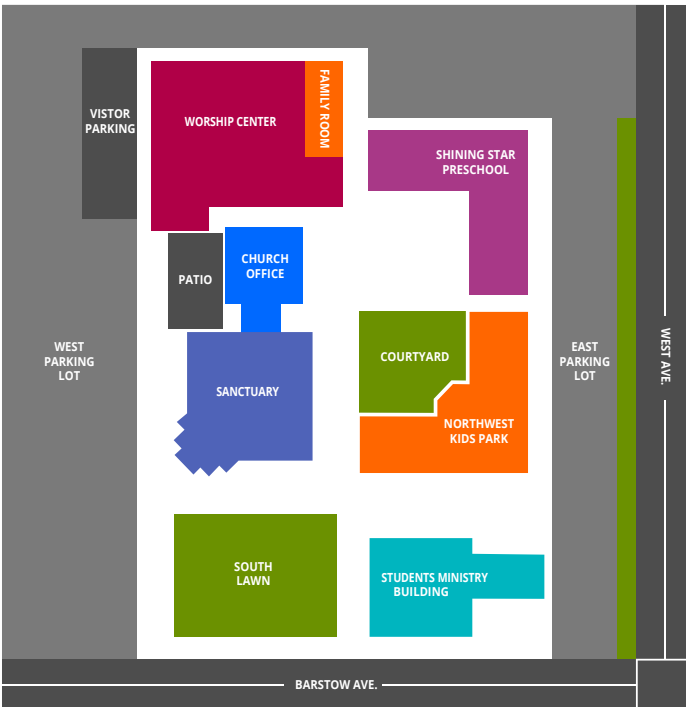 VISTOR
PARKING
WORSHIP CENTER
FAMILY ROOM
SHINING STAR
PRESCHOOL
CHURCH
OFFICE
PATIO
WEST
PARKING
LOT
SANCTUARY
COURTYARD
EAST
PARKING
LOT
WEST AVE.
NORTHWEST
KIDS PARK
SOUTH
LAWN
STUDENTS MINISTRY
BUILDING
BARSTOW AVE.